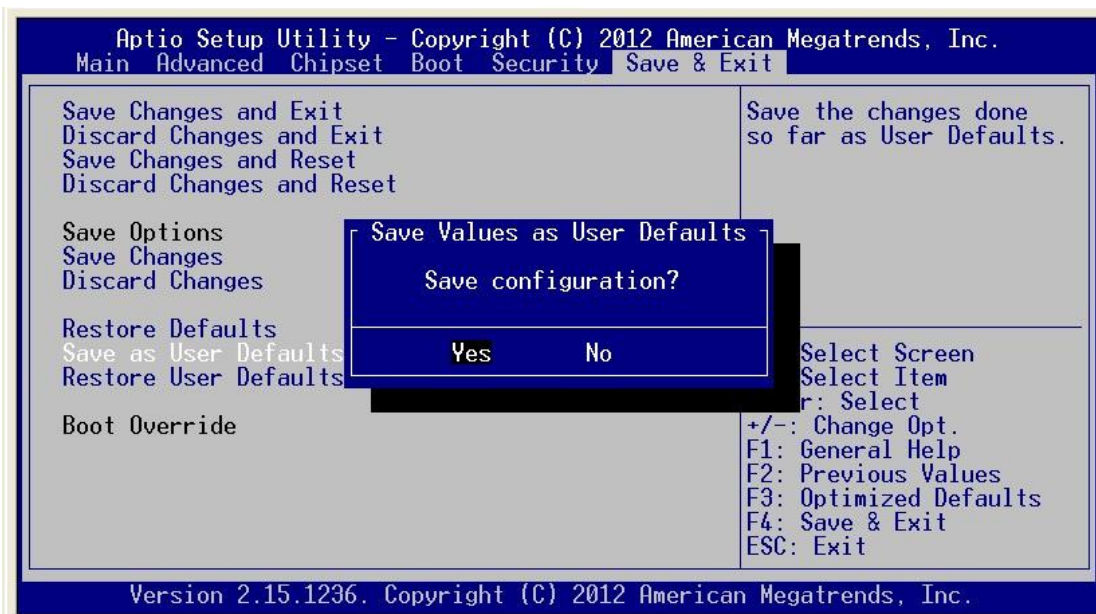 Aptio Setup Utility – Copyright (C) 2012 American Megatrends, Inc.
Main Advanced Chipset Boot Security Save & Exit
Save Changes and Exit
Discard Changes and Exit
Save Changes and Reset
Discard Changes and Reset
Save Options
Save Changes
Discard Changes
Restore Defaults
Save as User Defaults
Restore User Defaults
Boot Override
Save Values as User Defaults
Save configuration?
Yes No
Save the changes done
so far as User Defaults.
Select Screen
Select Item
r: Select
+/-: Change Opt.
F1: General Help
F2: Previous Values
F3: Optimized Defaults
F4: Save & Exit
ESC: Exit
Version 2.15.1236. Copyright (C) 2012 American Megatrends, Inc.